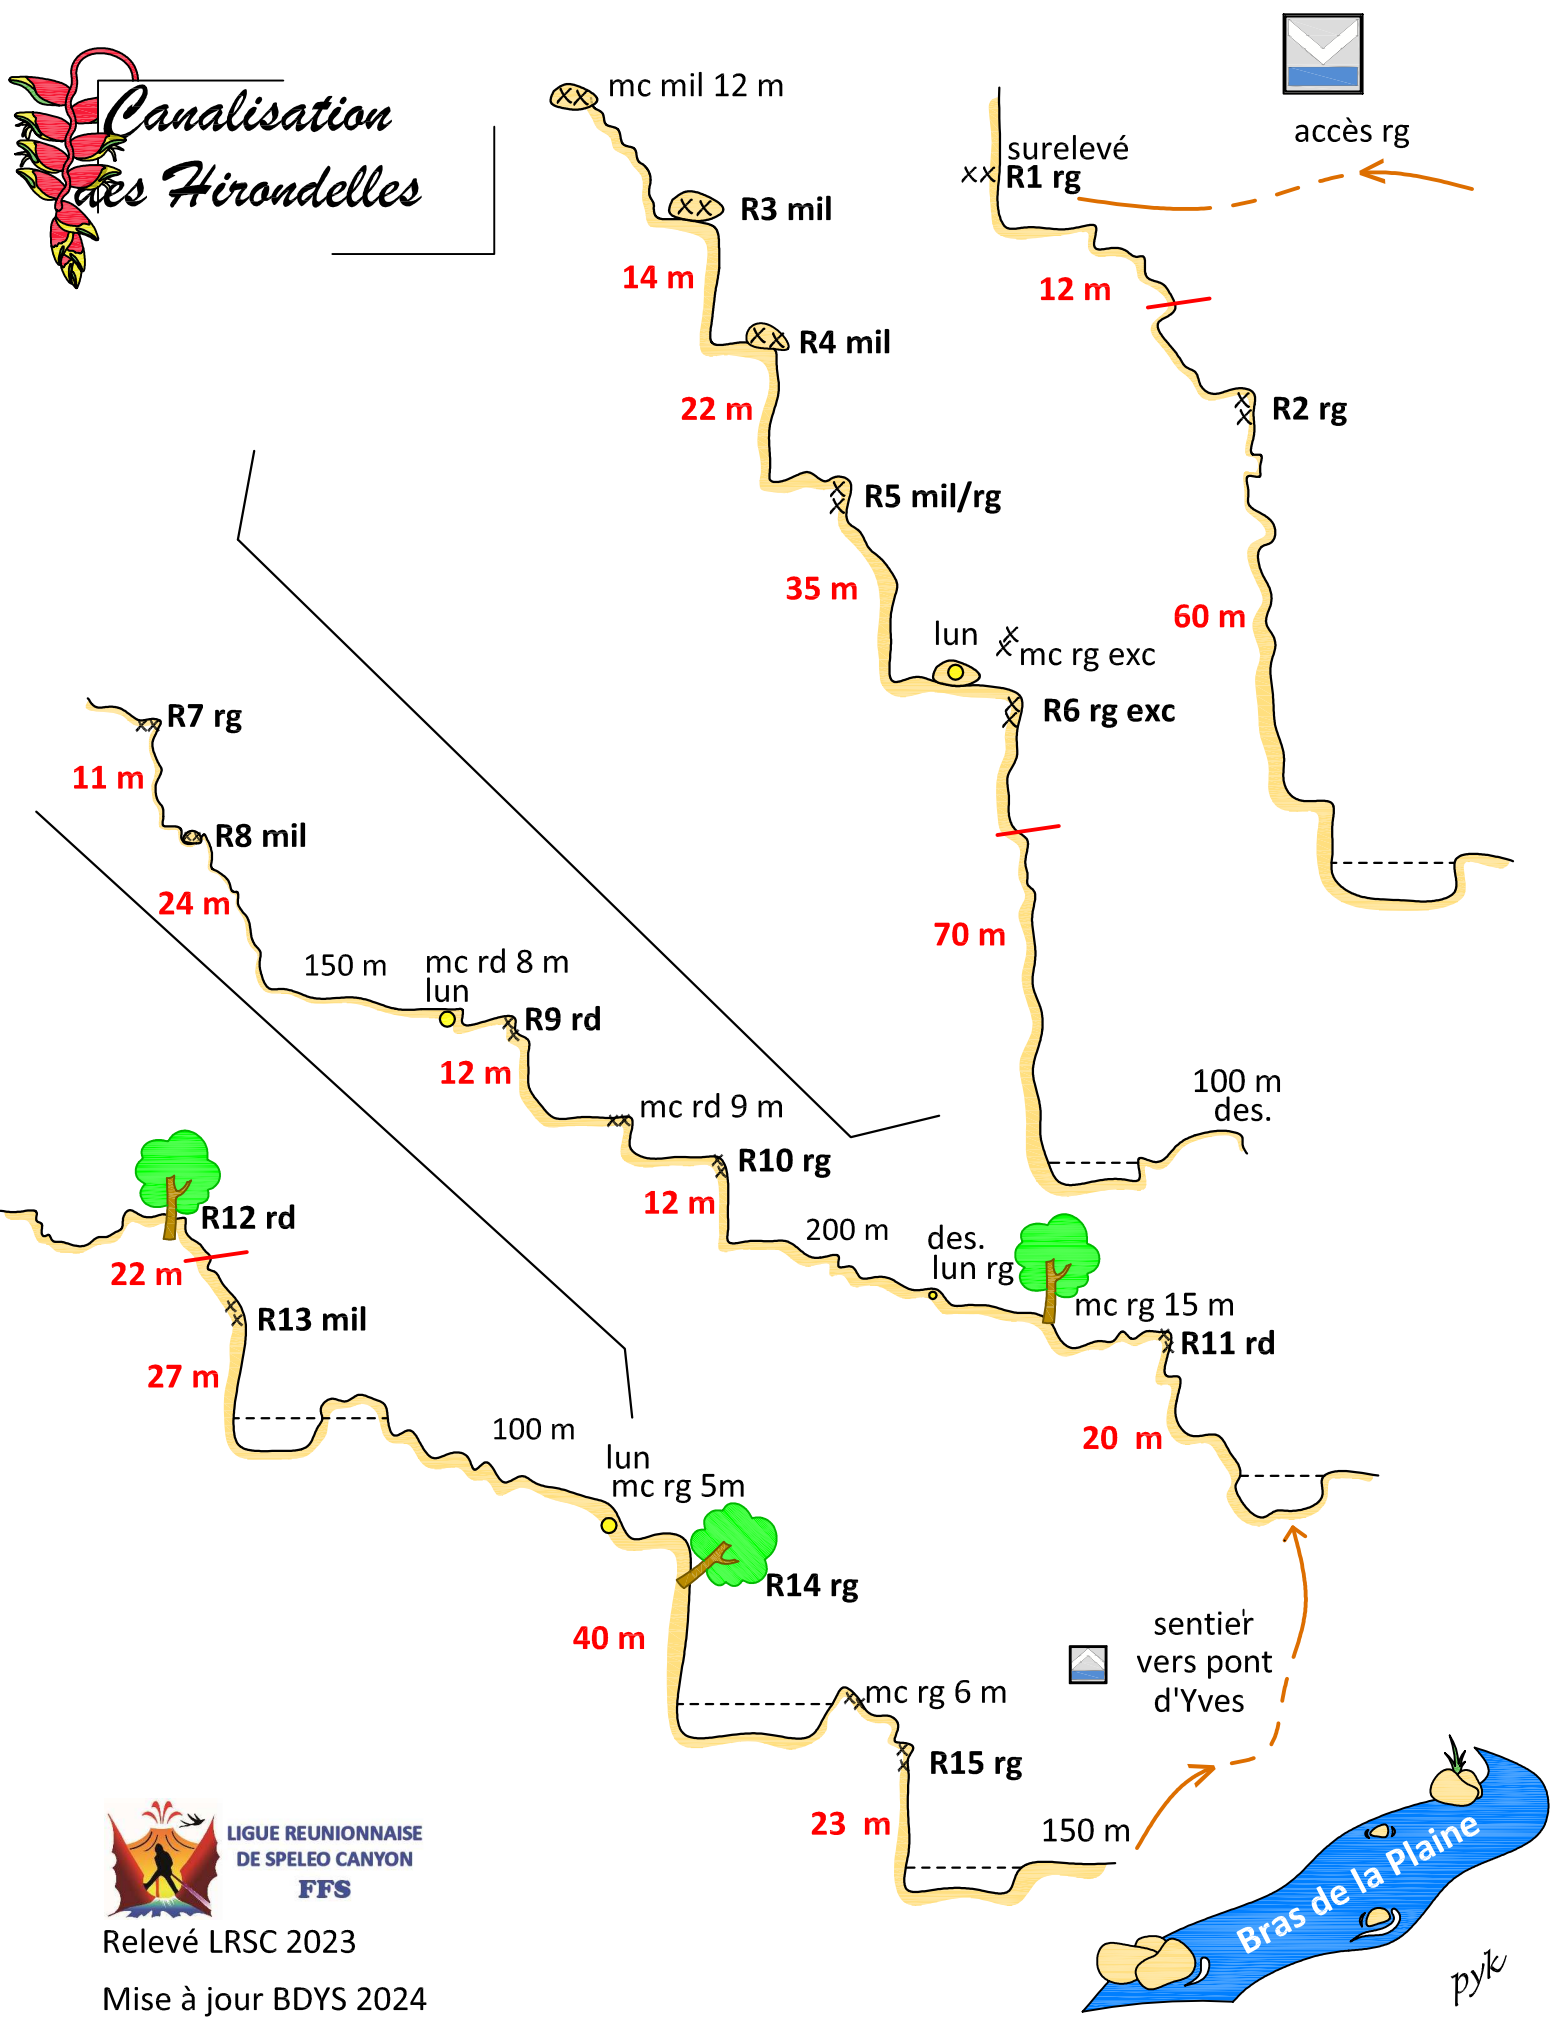 Canalisation
des Hirondelles
accès rg
surelevé
R1 rg
12 m
R2 rg
60 m
mc mil 12 m
R3 mil
14 m
R4 mil
22 m
R5 mil/rg
35 m
lun
mc rg exc
R6 rg exc
70 m
100 m
des.
R7 rg
11 m
R8 mil
24 m
150 m
mc rd 8 m
lun
R9 rd
12 m
mc rd 9 m
R10 rg
12 m
200 m
des.
lun rg
mc rg 15 m
R11 rd
20 m
R12 rd
22 m
R13 mil
27 m
100 m
lun
mc rg 5m
R14 rg
40 m
mc rg 6 m
R15 rg
23 m
150 m
sentier
vers pont
d'Yves
Bras de la Plaine
pyk
LIGUE REUNIONNAISE
DE SPELEO CANYON
FFS
Relevé LRSC 2023
Mise à jour BDYS 2024